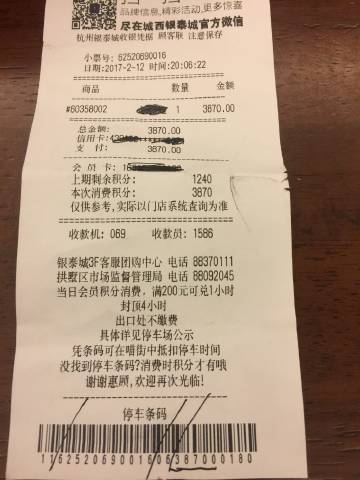 扫一扫
品牌信息,精彩活动,更多惊喜
尽在城西银泰城官方微信
杭州银泰城收银凭据 顾客联 注意保存
小票号: 62520690016
日期:2017-2-12 时间:20:06:22
商品 数量 金额
#60358002 1 3870.00
总金额: 3870.00
信用卡:
支 付: 3870.00
会 员 卡:
上期剩余积分: 1240
本次消费积分: 3870
仅供参考,实际以门店系统查询为准
收款机: 069 收款员: 1586
银泰城3F客服团购中心 电话 88370111
拱墅区市场监督管理局 电话 88092045
当日会员积分消费, 满200元可兑1小时
封顶4小时
出口处不缴费
具体详见停车场公示
凭条码可在喵街中抵扣停车时间
没找到停车条码?消费时积分才有哦
谢谢惠顾,欢迎再次光临!
停车条码
116252069001606387000180